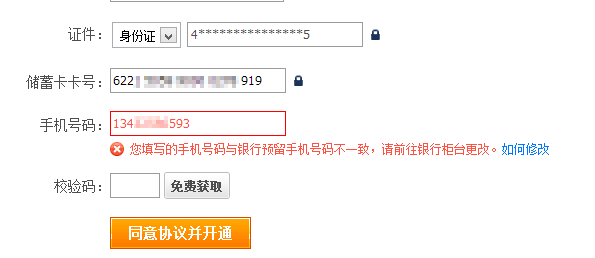 证件： 身份证 4***************5
储蓄卡卡号： 622 919
手机号码： 134 593
您填写的手机号码与银行预留手机号码不一致，请前往银行柜台更改。如何修改
校验码： 免费获取
同意协议并开通